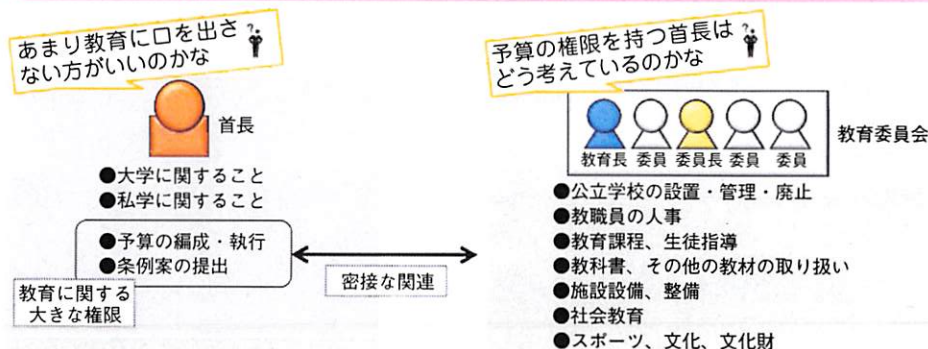 あまり教育に口を出さ
ない方がいいのかな
首長
●大学に関すること
●私学に関すること
●予算の編成・執行
●条例案の提出
教育に関する
大きな権限
密接な関連
予算の権限を持つ首長は
どう考えているのかな
教育長 委員 委員長 委員 委員
教育委員会
●公立学校の設置・管理・廃止
●教職員の人事
●教育課程、生徒指導
●教科書、その他の教材の取り扱い
●施設設備、整備
●社会教育
●スポーツ、文化、文化財